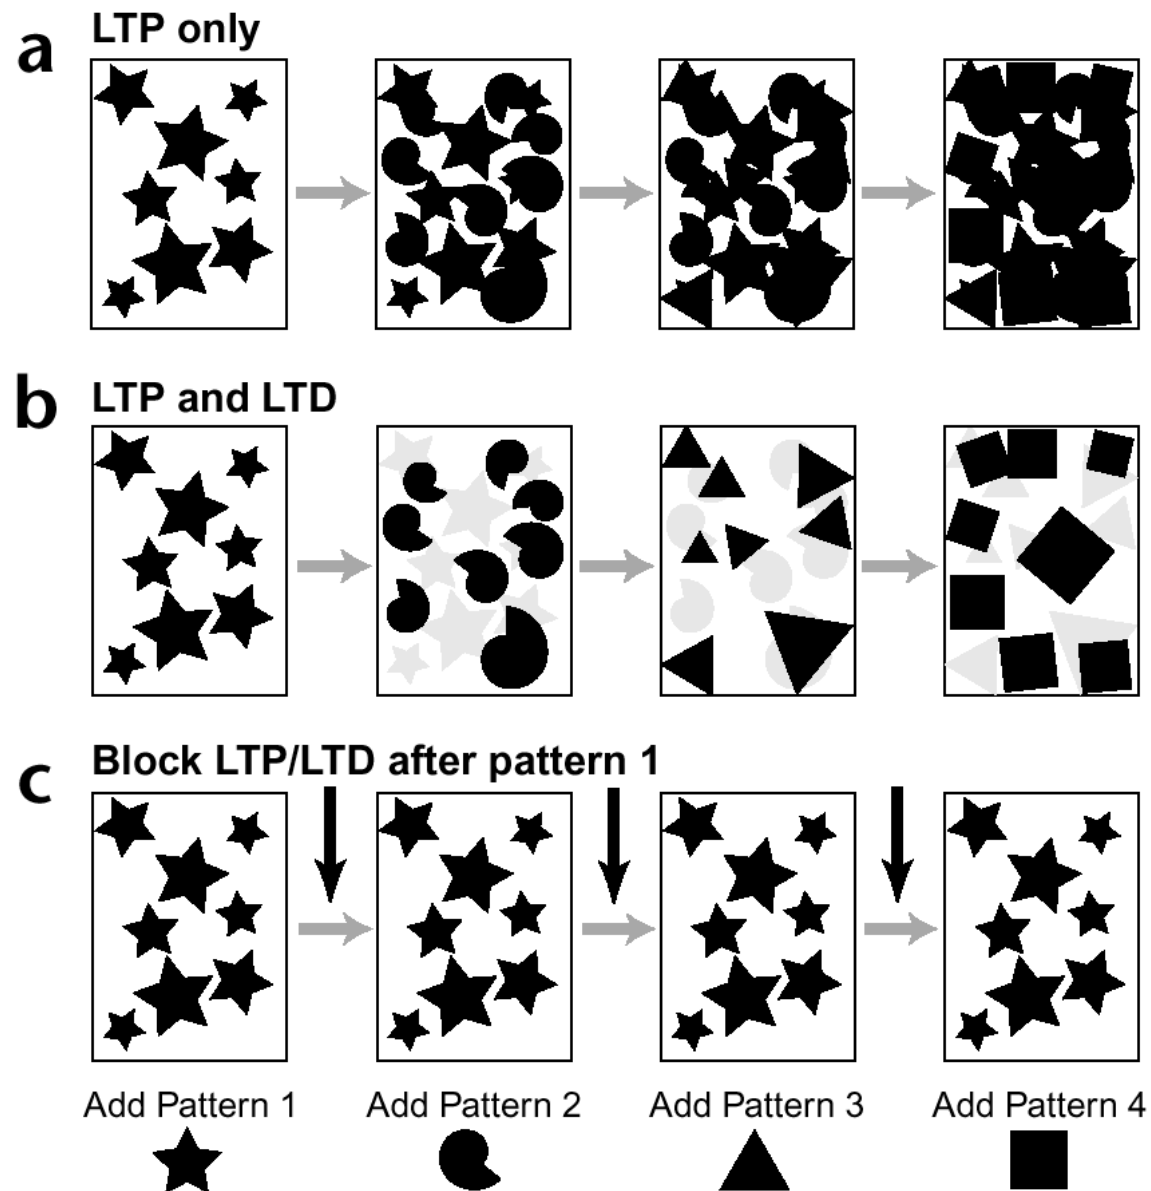 a
LTP only
b
LTP and LTD
c
Block LTP/LTD after pattern 1
Add Pattern 1
Add Pattern 2
Add Pattern 3
Add Pattern 4